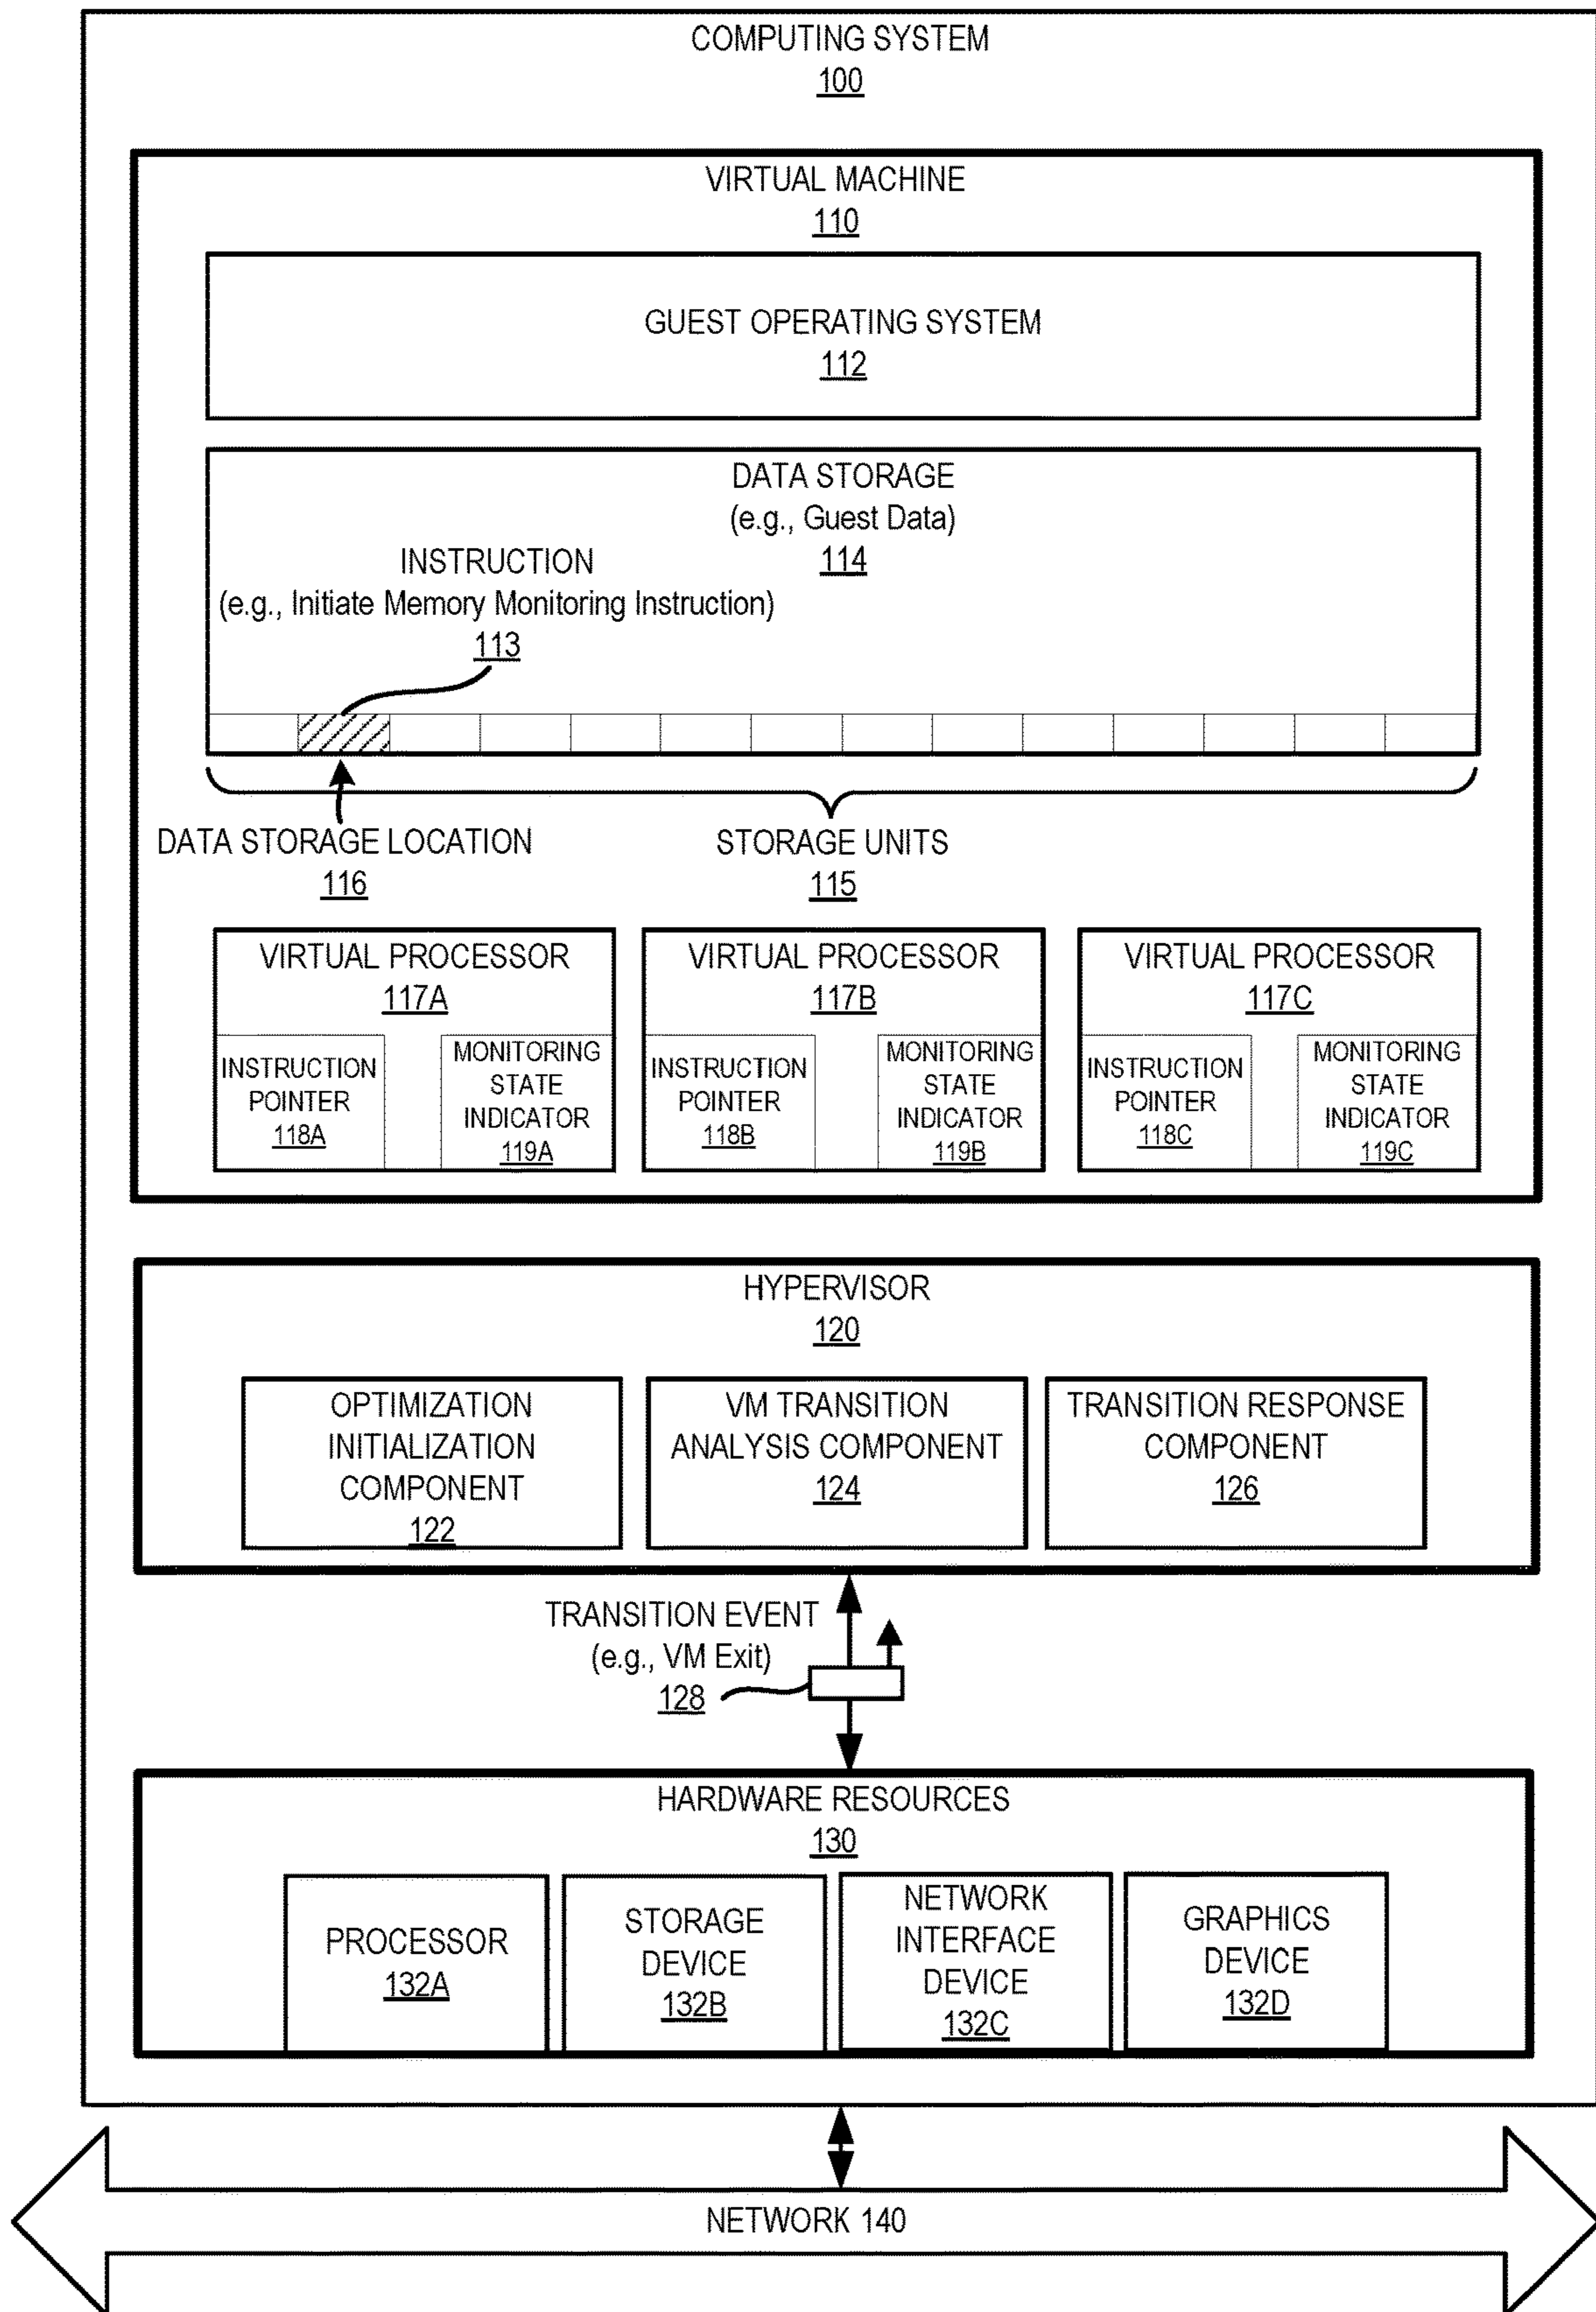 COMPUTING SYSTEM
100
VIRTUAL MACHINE
110
GUEST OPERATING SYSTEM
112
DATA STORAGE
(e.g., Guest Data)
114
INSTRUCTION
(e.g., Initiate Memory Monitoring Instruction)
113
DATA STORAGE LOCATION
116
STORAGE UNITS
115
VIRTUAL PROCESSOR
117A
INSTRUCTION
POINTER
118A
MONITORING
STATE
INDICATOR
119A
VIRTUAL PROCESSOR
117B
INSTRUCTION
POINTER
118B
MONITORING
STATE
INDICATOR
119B
VIRTUAL PROCESSOR
117C
INSTRUCTION
POINTER
118C
MONITORING
STATE
INDICATOR
119C
HYPERVISOR
120
OPTIMIZATION
INITIALIZATION
COMPONENT
122
VM TRANSITION
ANALYSIS COMPONENT
124
TRANSITION RESPONSE
COMPONENT
126
TRANSITION EVENT
(e.g., VM Exit)
128
HARDWARE RESOURCES
130
PROCESSOR
132A
STORAGE
DEVICE
132B
NETWORK
INTERFACE
DEVICE
132C
GRAPHICS
DEVICE
132D
NETWORK 140